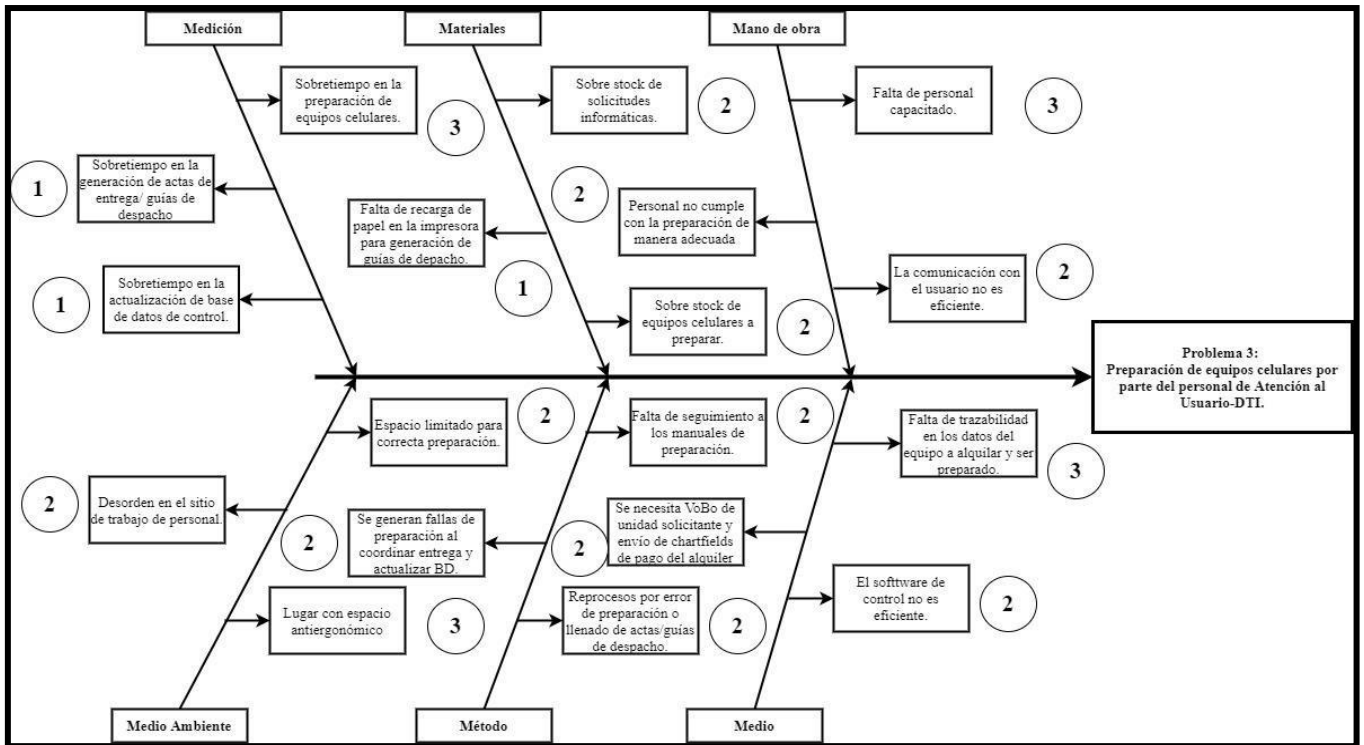 Medición
Materiales
Mano de obra
Sobretiempo en la
preparación de
equipos celulares.
3
Sobre stock de
solicitudes
informáticas.
2
Falta de personal
capacitado.
3
1
Sobretiempo en la
generación de actas de
entrega/ guías de
despacho
Falta de recarga de
papel en la impresora
para generación de
guías de depacho.
2
1
Personal no cumple
con la preparación de
manera adecuada
La comunicación con
el usuario no es
eficiente.
2
1
Sobretiempo en la
actualización de base
de datos de control.
Sobre stock de
equipos celulares a
preparar.
2
Problema 3:
Preparación de equipos celulares por
parte del personal de Atención al
Usuario-DTI.
Espacio limitado para
correcta preparación.
2
Falta de seguimiento a
los manuales de
preparación.
2
Falta de trazabilidad
en los datos del
equipo a alquilar y ser
preparado.
3
2
Desorden en el sitio
de trabajo de personal.
2
Se generan fallas de
preparación al
coordinar entrega y
actualizar BD.
2
Se necesita VoBo de
unidad solicitante y
envío de chartfields
de pago del alquiler
Lugar con espacio
antiergonómico
3
Reprocesos por error
de preparación o
llenado de actas/guías
de despacho.
2
El softtware de
control no es
eficiente.
2
Medio Ambiente
Método
Medio